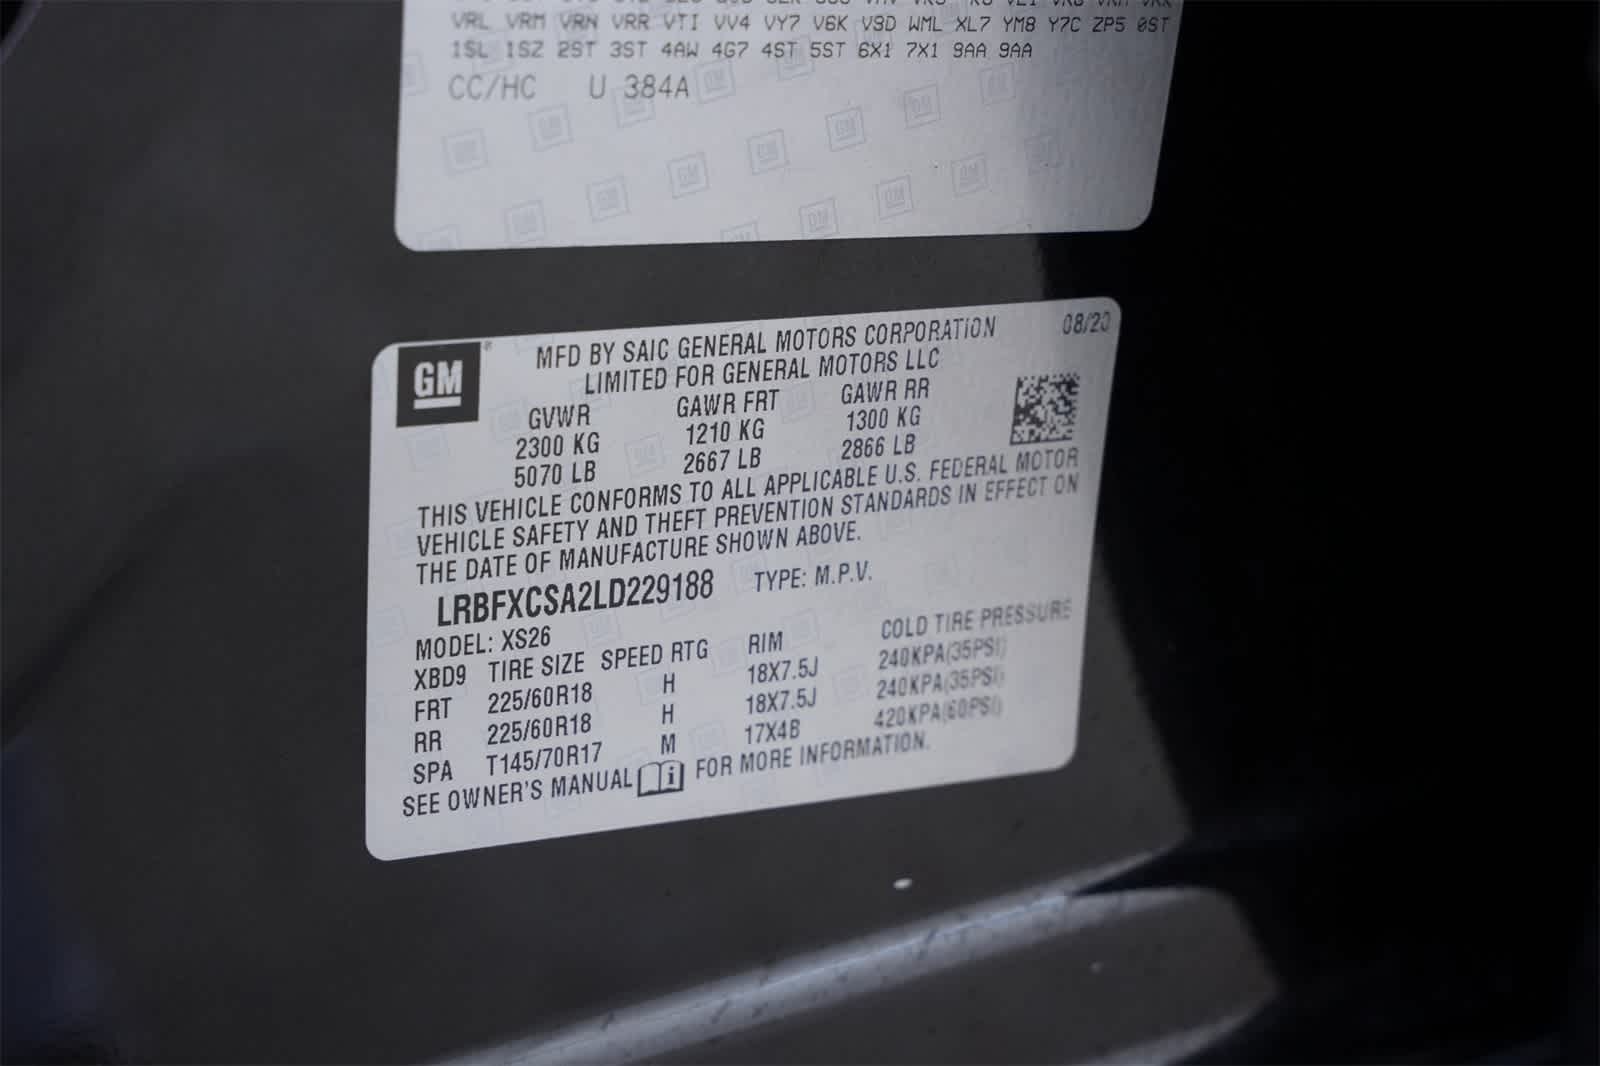 VRL VRM VRN VRR VTI VV4 VY7 V6K V8D WML XL7 YM8 Y7C ZP5 0ST
1SL 1SZ 2ST 3ST 4AW 4G7 4ST 5ST 6X1 7X1 9AA 9AA
CC/HC U 384A
GM
MFD BY SAIC GENERAL MOTORS CORPORATION
08/20
LIMITED FOR GENERAL MOTORS LLC
GVWR GAWR FRT GAWR RR
2300 KG 1210 KG 1300 KG
5070 LB 2667 LB 2866 LB
THIS VEHICLE CONFORMS TO ALL APPLICABLE U.S. FEDERAL MOTOR
VEHICLE SAFETY AND THEFT PREVENTION STANDARDS IN EFFECT ON
THE DATE OF MANUFACTURE SHOWN ABOVE.
LRBFXCSA2LD229188 TYPE: M.P.V.
MODEL: XS26
XBD9 TIRE SIZE SPEED RTG RIM COLD TIRE PRESSURE
FRT 225/60R18 H 18X7.5J 240KPA(35PSI)
RR 225/60R18 H 18X7.5J 240KPA(35PSI)
SPA T145/70R17 M 17X4B 420KPA(60PSI)
SEE OWNER'S MANUAL i FOR MORE INFORMATION.